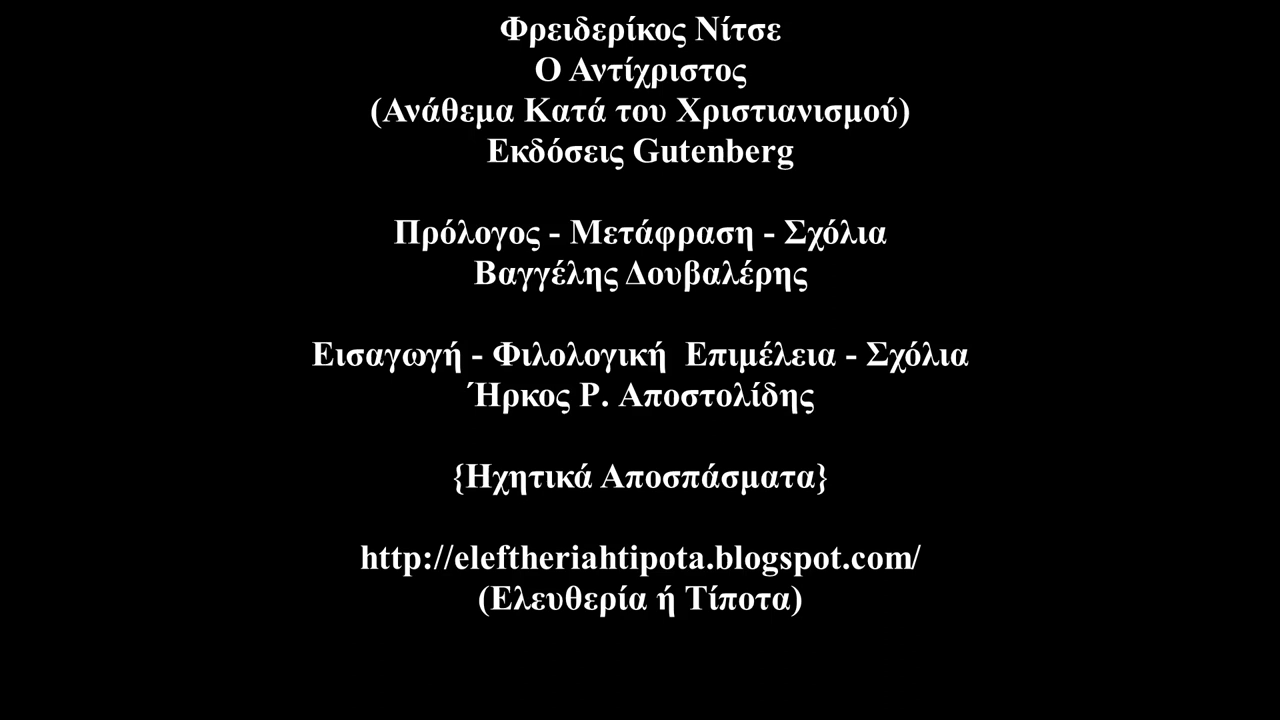 Φρειδερίκος Νίτσε
Ο Αντίχριστος
(Ανάθεμα Κατά του Χριστιανισμού)
Εκδόσεις Gutenberg
Πρόλογος - Μετάφραση - Σχόλια
Βαγγέλης Δουβαλέρης
Εισαγωγή - Φιλολογική  Επιμέλεια - Σχόλια
Ήρκος Ρ. Αποστολίδης
{Ηχητικά Αποσπάσματα}
http://eleftheriahtipota.blogspot.com/
(Ελευθερία ή Τίποτα)